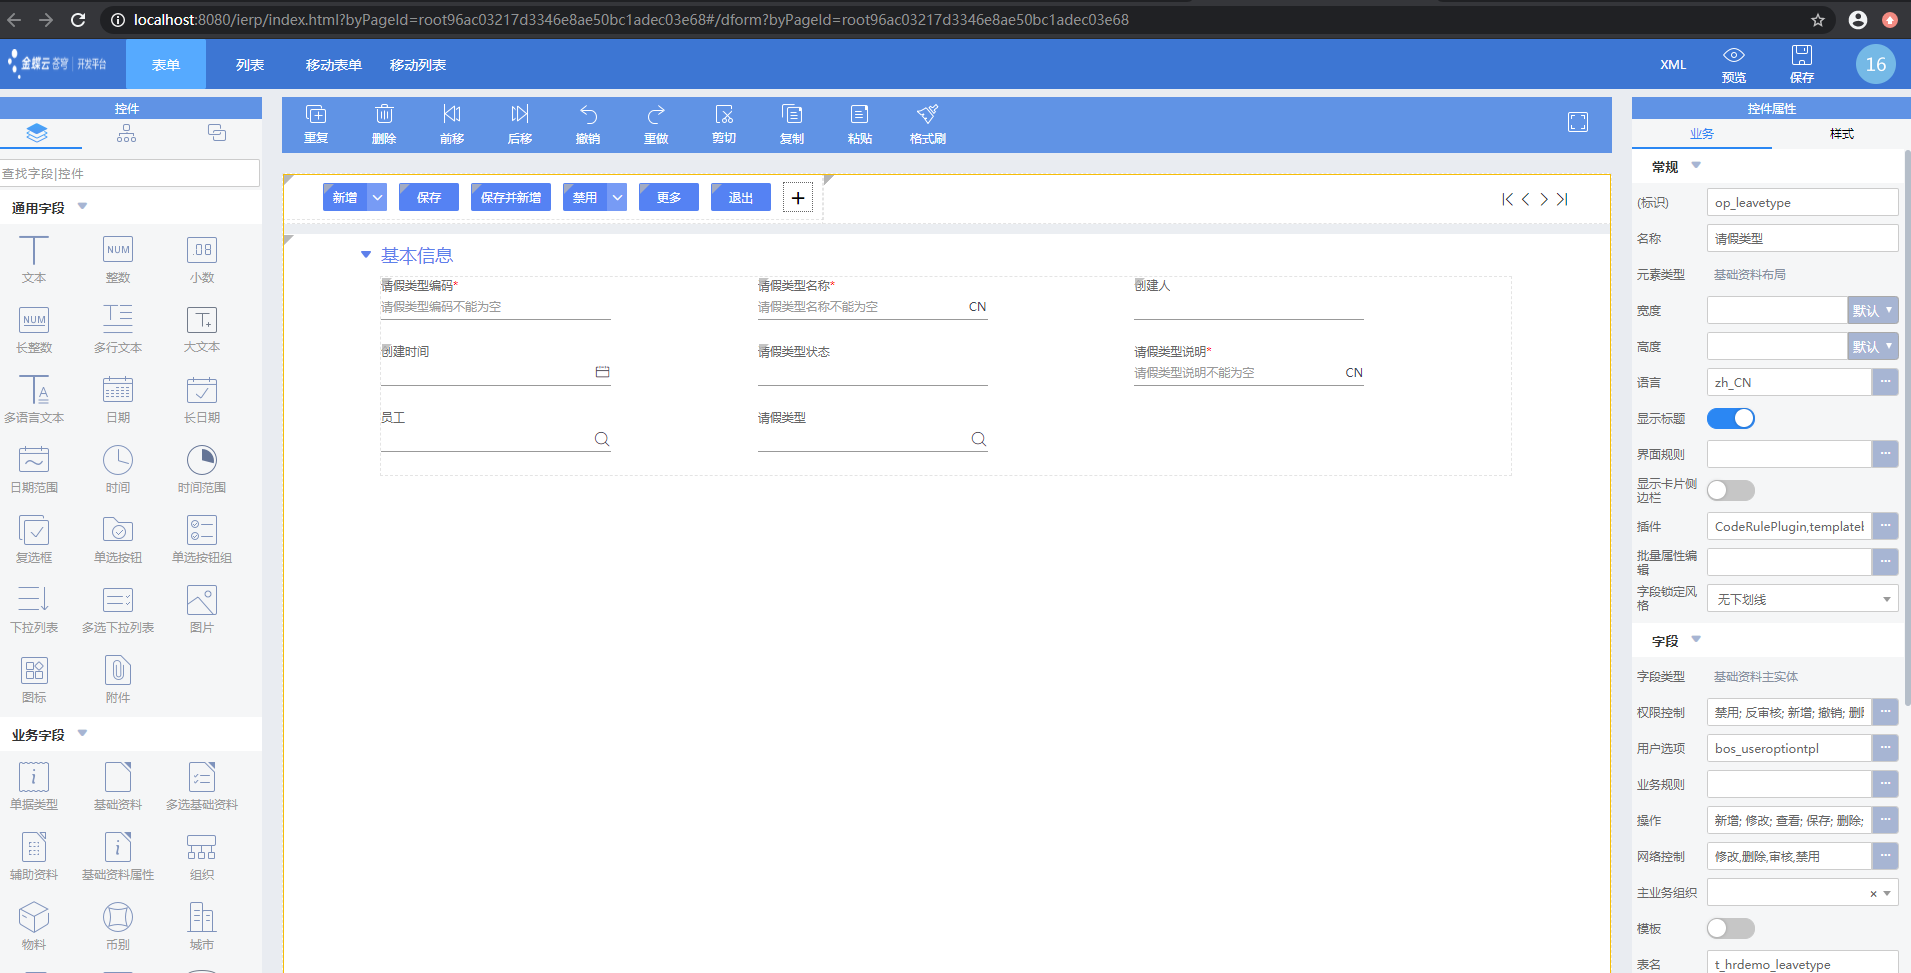 localhost:8080/ierp/index.html?byPageId=root96ac03217d3346e8ae50bc1adec03e68#/dform?byPageId=root96ac03217d3346e8ae50bc1adec03e68
金蝶云 苍穹 | 开发平台
表单 列表 移动表单 移动列表
XML 预览 保存 16
控件
查找字段|控件
通用字段
文本 整数 小数
NUM .08
长整数 多行文本 大文本
NUM
多语言文本 日期 长日期
日期范围 时间 时间范围
复选框 单选按钮 单选按钮组
下拉列表 多选下拉列表 图片
图标 附件
业务字段
单据类型 基础资料 多选基础资料
辅助资料 基础资料属性 组织
物料 币别 城市
重复 删除 前移 后移 撤销 重做 剪切 复制 粘贴 格式刷
新增 保存 保存并新增 禁用 更多 退出 +
基本信息
请假类型编码* 请假类型名称* 创建人
请假类型编码不能为空 请假类型名称不能为空 CN
创建时间 请假类型状态 请假类型说明*
请假类型说明不能为空 CN
员工 请假类型
控件属性
业务 样式
常规
(标识) op_leavetype
名称 请假类型
元素类型 基础资料布局
宽度 默认
高度 默认
语言 zh_CN ...
显示标题
界面规则 ...
显示卡片侧
边栏
插件 CodeRulePlugin,template ...
批量属性编
辑 ...
字段锁定风
格 无下划线
字段
字段类型 基础资料主实体
权限控制 禁用; 反审核; 新增; 撤销; 删 ...
用户选项 bos_useroptiontpl ...
业务规则 ...
操作 新增; 修改; 查看; 保存; 删除; ...
网络控制 修改,删除,审核,禁用 ...
主业务组织 ×
模板
表名 t_hrdemo_leavetype